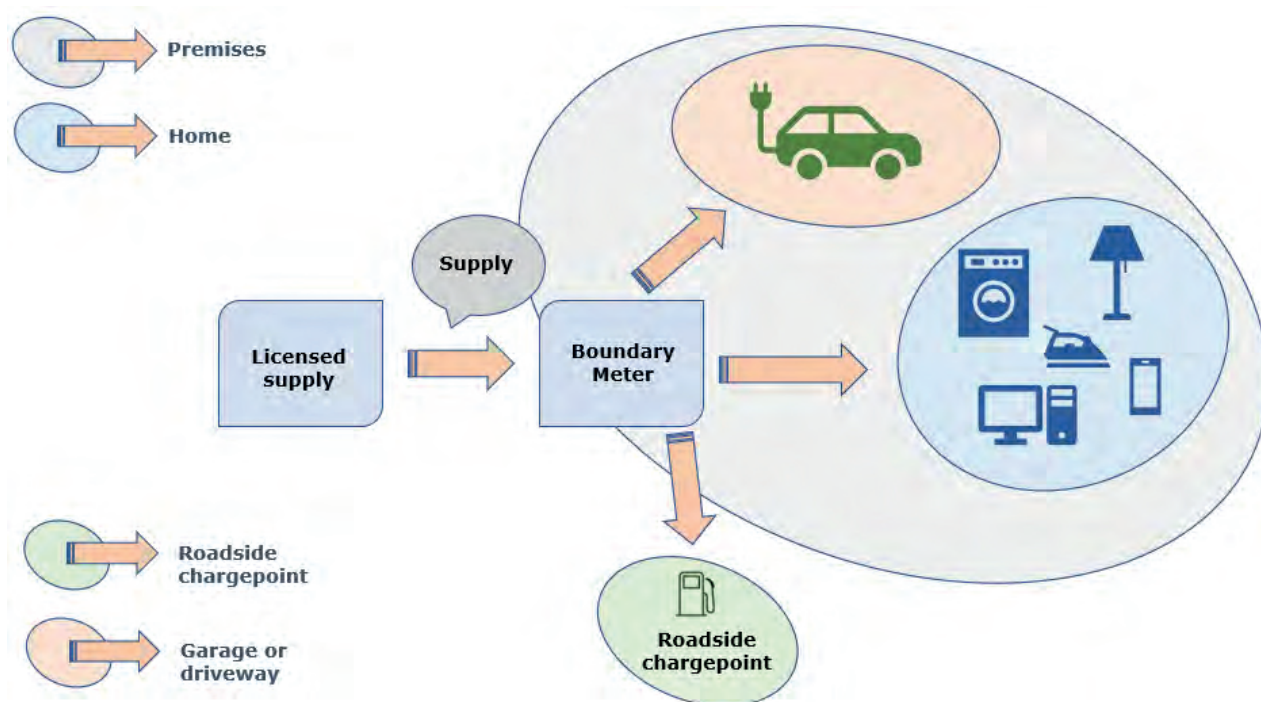 Premises
Home
Supply
Licensed
supply
Boundary
Meter
Roadside
chargepoint
Roadside
chargepoint
Garage or
driveway